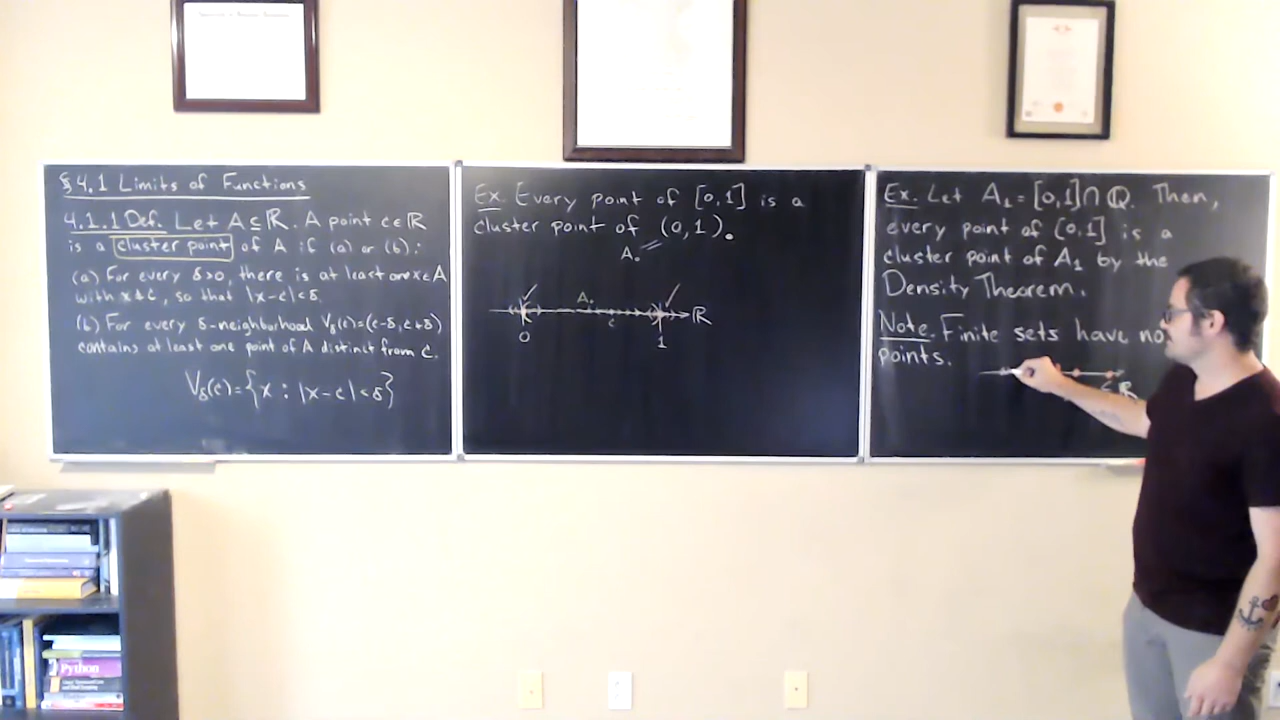 §4.1 Limits of Functions
4.1.1 Def. Let A⊆ℝ. A point c∈ℝ
is a cluster point of A if (a) or (b):
(a) For every δ>0, there is at least one x∈A
with x≠c, so that |x-c|<δ.
(b) For every δ-neighborhood V_δ(c)=(c-δ,c+δ)
contains at least one point of A distinct from c.
V_δ(c)={x : |x-c|<δ}
Ex. Every point of [0,1] is a
cluster point of (0,1).
A₀
A₀
c
ℝ
0
1
Ex. Let A₁=[0,1]∩ℚ. Then,
every point of [0,1] is a
cluster point of A₁ by the
Density Theorem.
Note. Finite sets have no
points.
c ℝ
Python